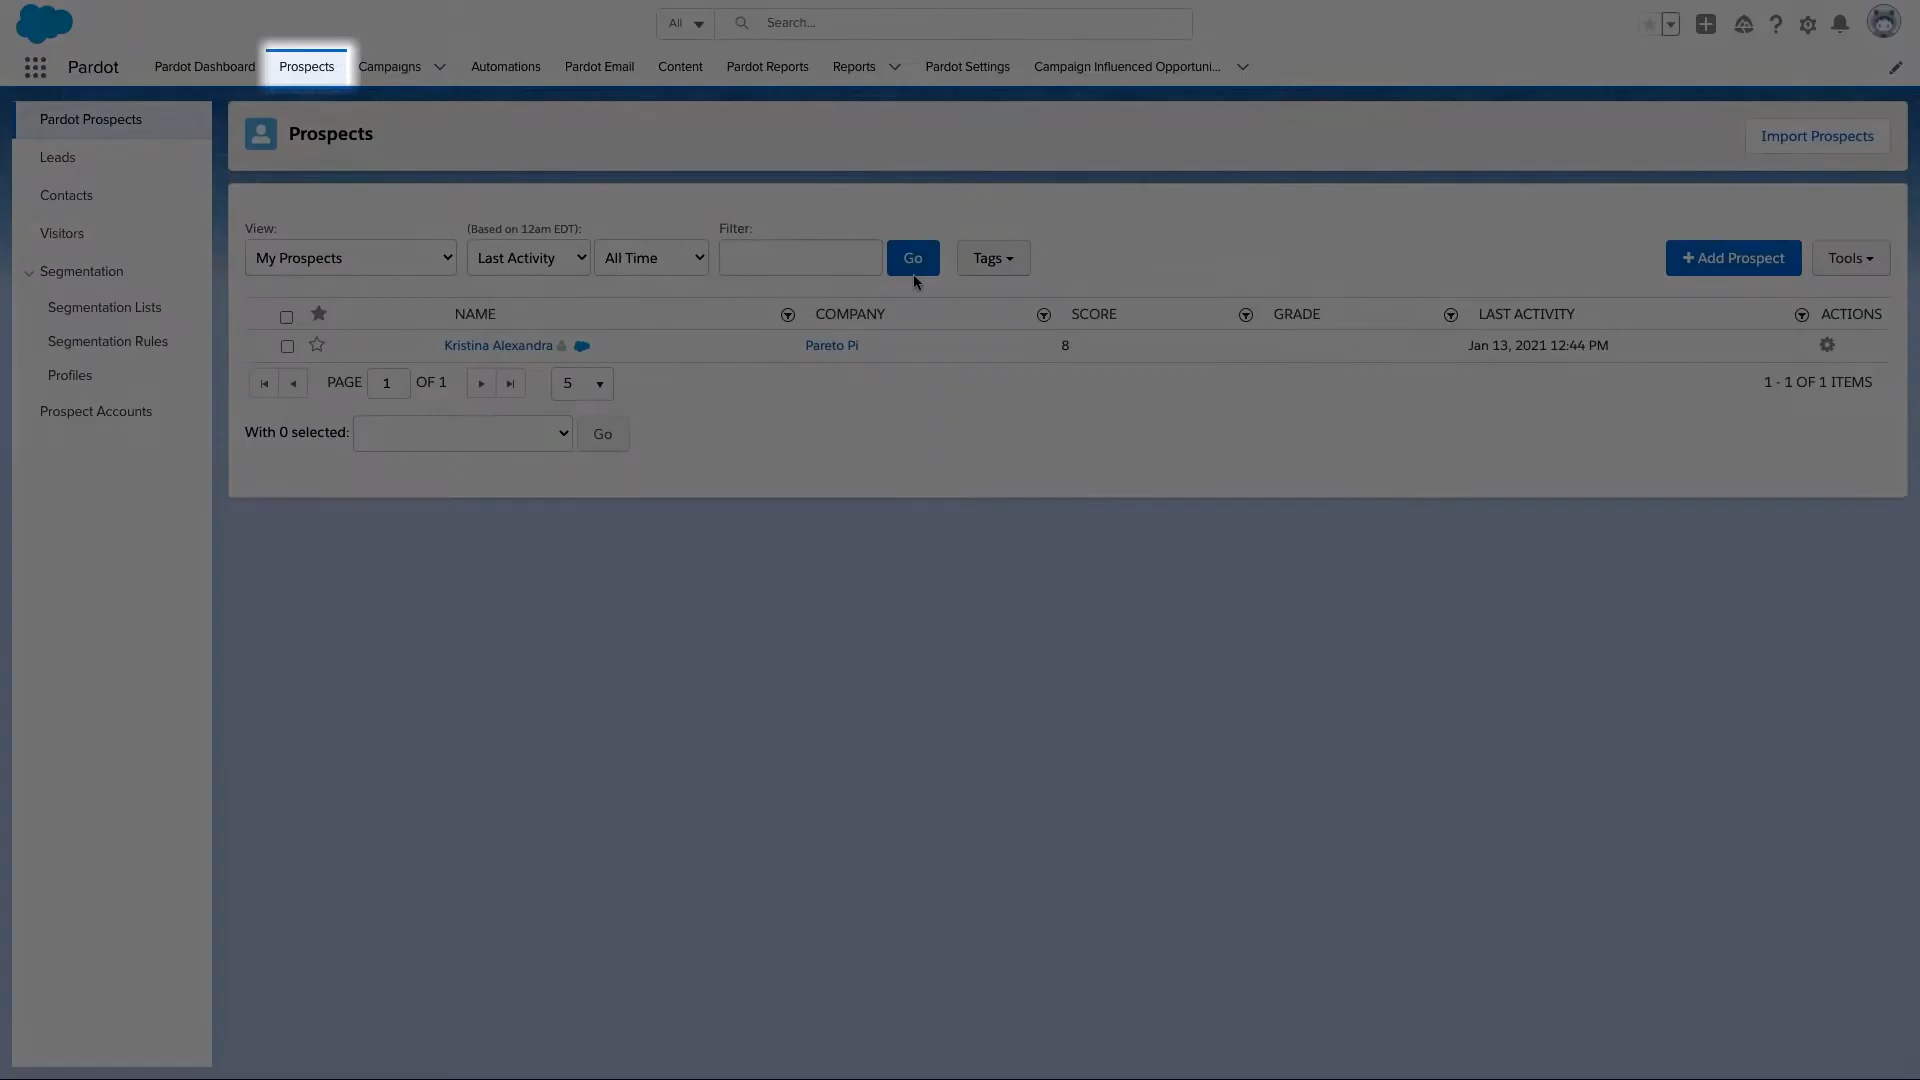 All
Search...
Pardot
Pardot Dashboard
Prospects
Campaigns
Automations
Pardot Email
Content
Pardot Reports
Reports
Pardot Settings
Campaign Influenced Opportuni...
Pardot Prospects
Leads
Contacts
Visitors
Segmentation
Segmentation Lists
Segmentation Rules
Profiles
Prospect Accounts
Prospects
Import Prospects
View:
(Based on 12am EDT):
Filter:
My Prospects
Last Activity
All Time
Go
Tags
+ Add Prospect
Tools
NAME COMPANY SCORE GRADE LAST ACTIVITY ACTIONS
Kristina Alexandra Pareto Pi 8 Jan 13, 2021 12:44 PM
PAGE 1 OF 1
5
1 - 1 OF 1 ITEMS
With 0 selected:
Go